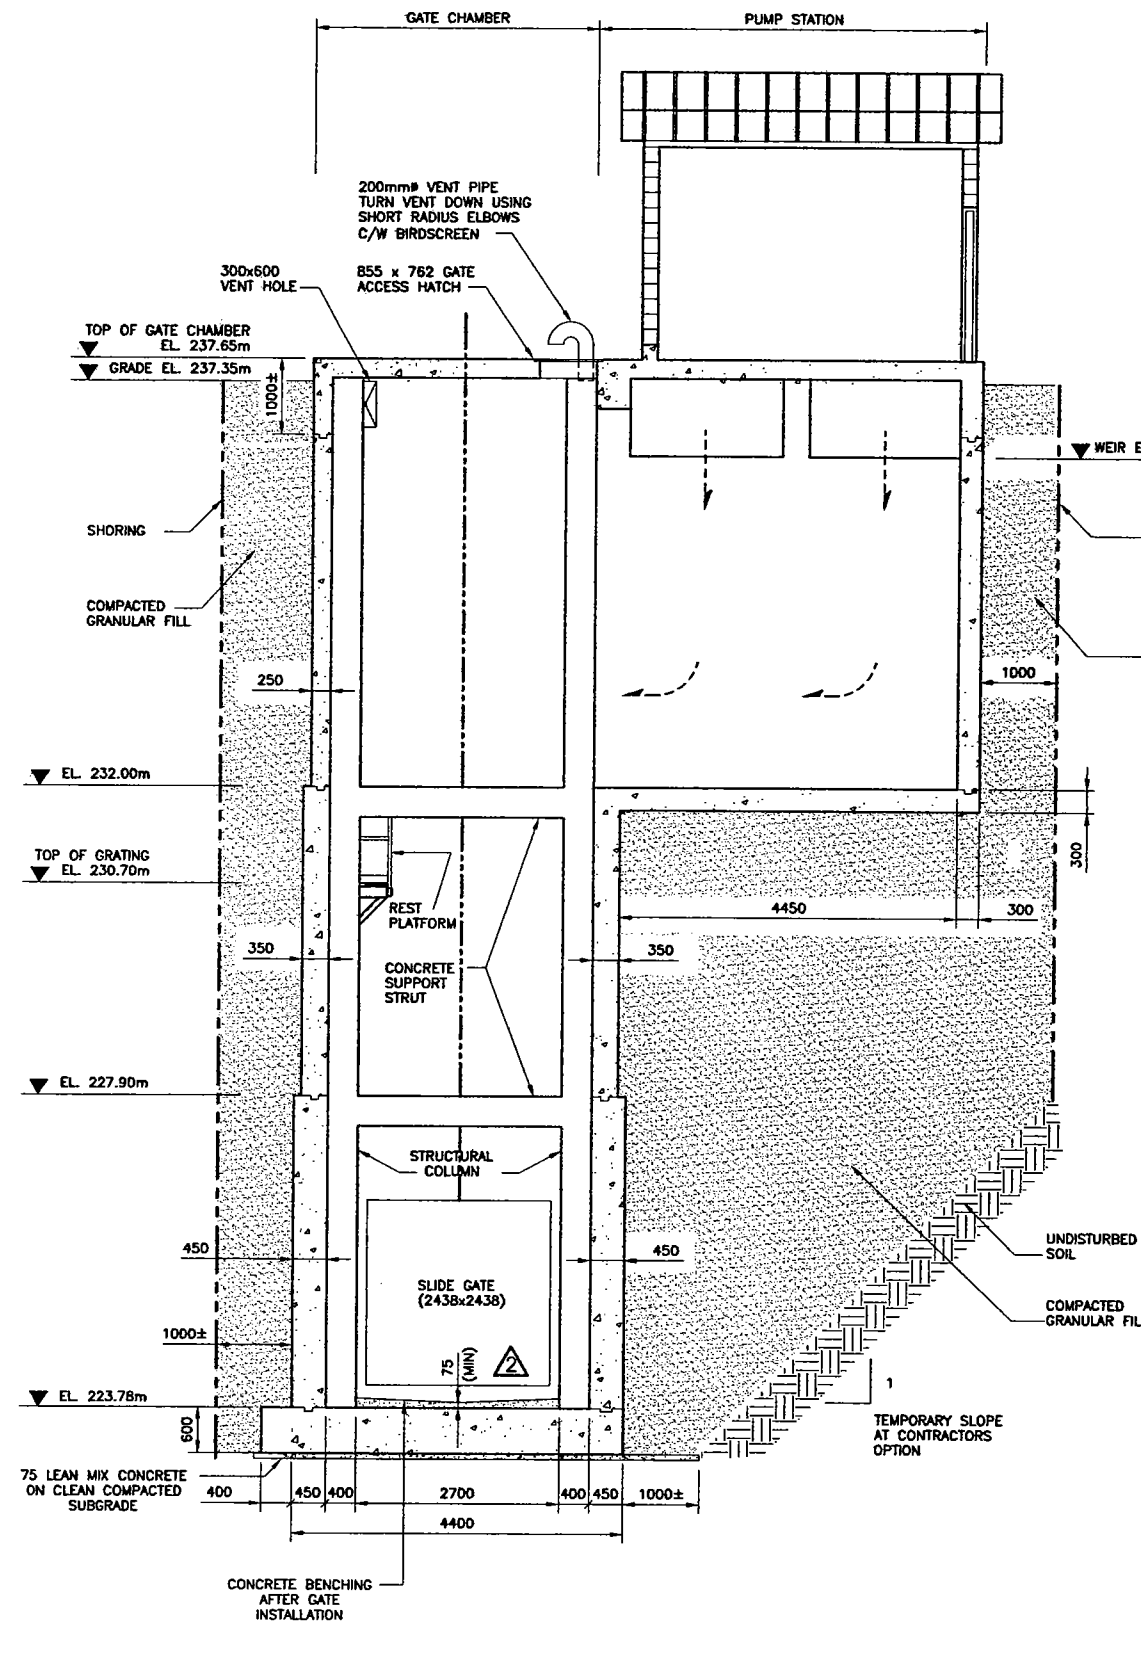 GATE CHAMBER
PUMP STATION
200mmø VENT PIPE
TURN VENT DOWN USING
SHORT RADIUS ELBOWS
C/W BIRDSCREEN
300x600
VENT HOLE
855 x 762 GATE
ACCESS HATCH
TOP OF GATE CHAMBER
EL. 237.65m
GRADE EL. 237.35m
1000±
WEIR E
SHORING
COMPACTED
GRANULAR FILL
250
1000
EL. 232.00m
TOP OF GRATING
EL. 230.70m
300
REST
PLATFORM
4450
300
350
350
CONCRETE
SUPPORT
STRUT
EL. 227.90m
STRUCTURAL
COLUMN
450
450
UNDISTURBED
SOIL
SLIDE GATE
(2438x2438)
COMPACTED
GRANULAR FIL
1000±
75
(MIN)
2
1
EL. 223.78m
600
TEMPORARY SLOPE
AT CONTRACTORS
OPTION
75 LEAN MIX CONCRETE
ON CLEAN COMPACTED
SUBGRADE
400
450
400
2700
400
450
1000±
4400
CONCRETE BENCHING
AFTER GATE
INSTALLATION